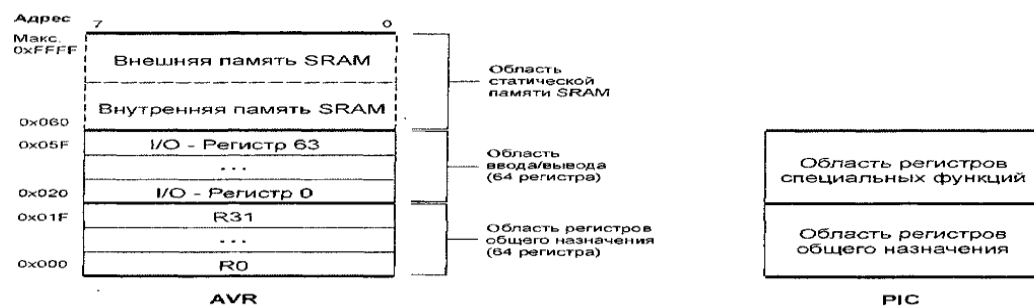 Адрес
7 0
Макс.
0xFFFF
Внешняя память SRAM
Внутренняя память SRAM
0x060
Область
статической
памяти SRAM
0x05F
I/O - Регистр 63
...
0x020
I/O - Регистр 0
Область
ввода/вывода
(64 регистра)
0x01F
R31
...
0x000
R0
Область регистров
общего назначения
(64 регистра)
AVR
Область регистров
специальных функций
Область регистров
общего назначения
PIC